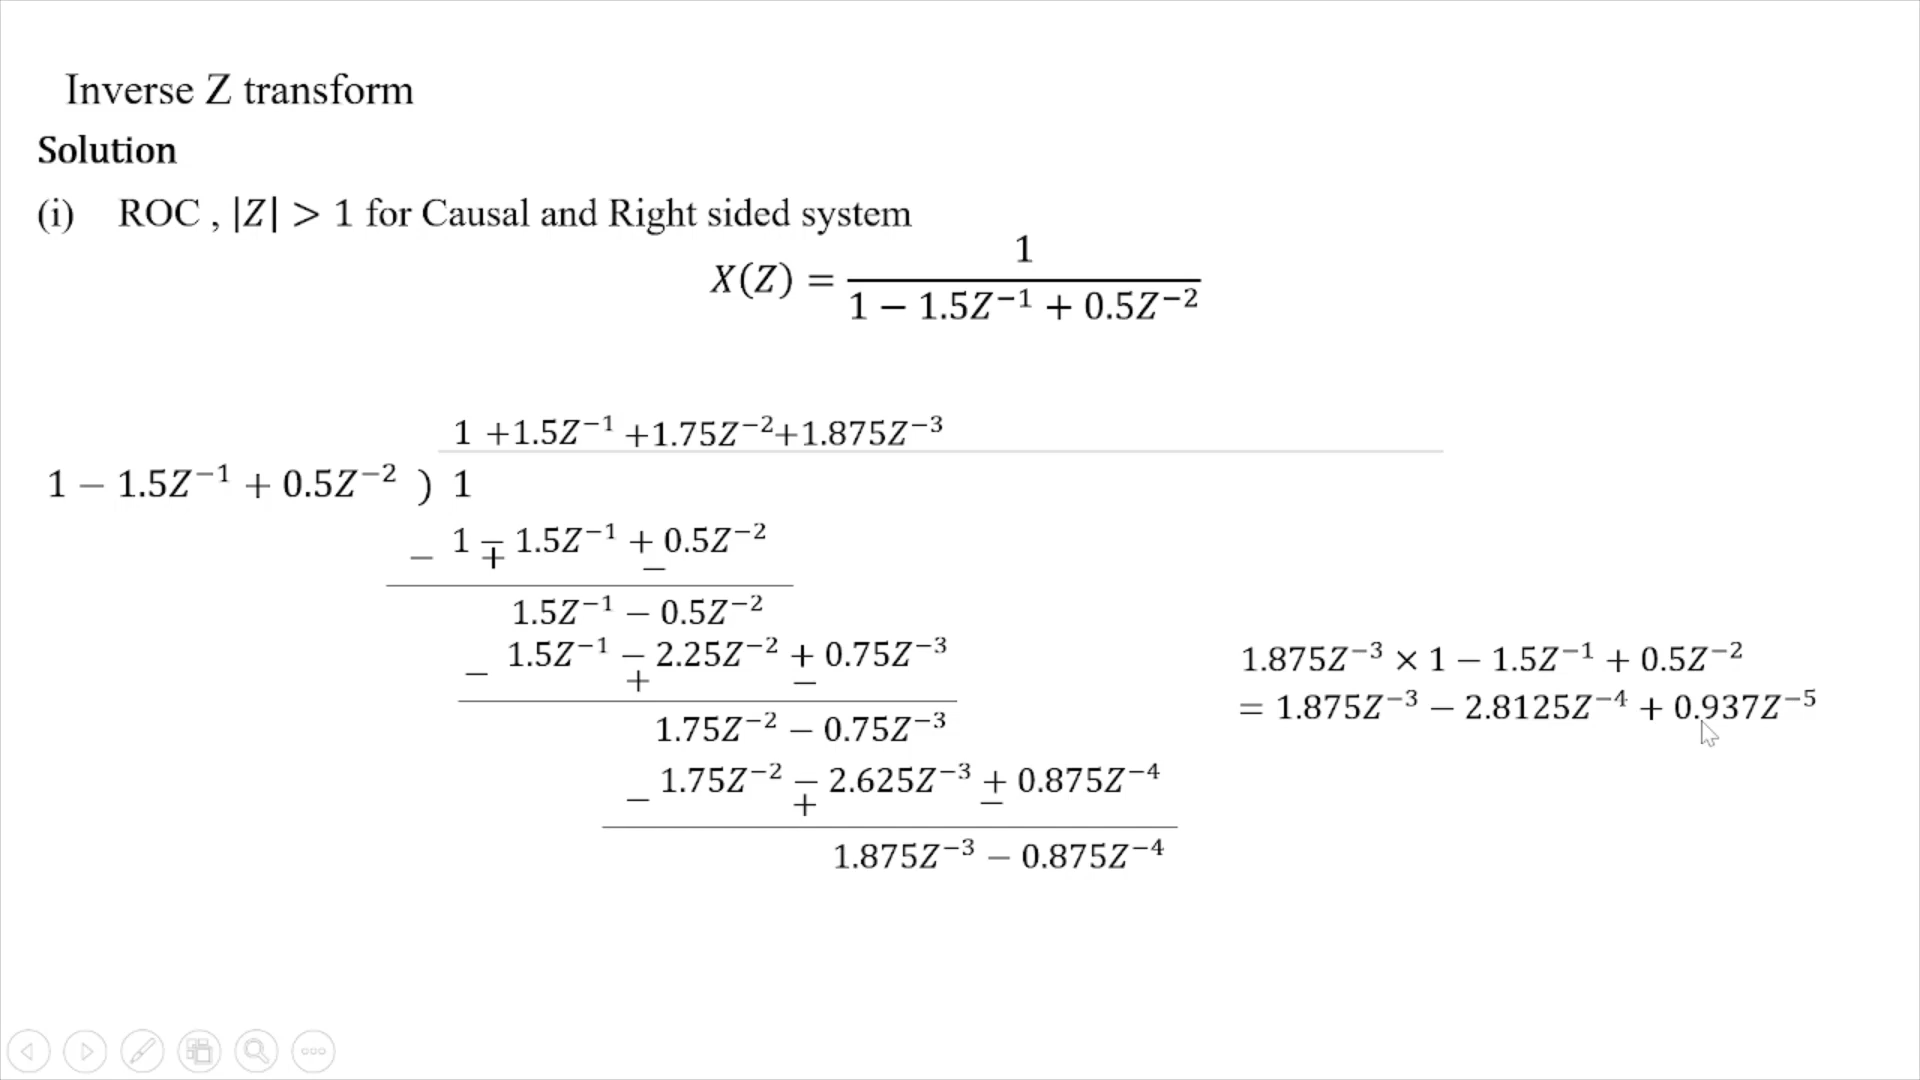 Inverse Z transform
Solution
(i) ROC , |Z| > 1 for Causal and Right sided system
X(Z) = 1 / (1 − 1.5Z⁻¹ + 0.5Z⁻²)
1 +1.5Z⁻¹ +1.75Z⁻²+1.875Z⁻³
1 − 1.5Z⁻¹ + 0.5Z⁻² ) 1
1 − 1.5Z⁻¹ + 0.5Z⁻²
− + −
1.5Z⁻¹ − 0.5Z⁻²
1.5Z⁻¹ − 2.25Z⁻² + 0.75Z⁻³
− + −
1.75Z⁻² − 0.75Z⁻³
1.75Z⁻² − 2.625Z⁻³ + 0.875Z⁻⁴
− + −
1.875Z⁻³ − 0.875Z⁻⁴
1.875Z⁻³ × 1 − 1.5Z⁻¹ + 0.5Z⁻²
= 1.875Z⁻³ − 2.8125Z⁻⁴ + 0.937Z⁻⁵